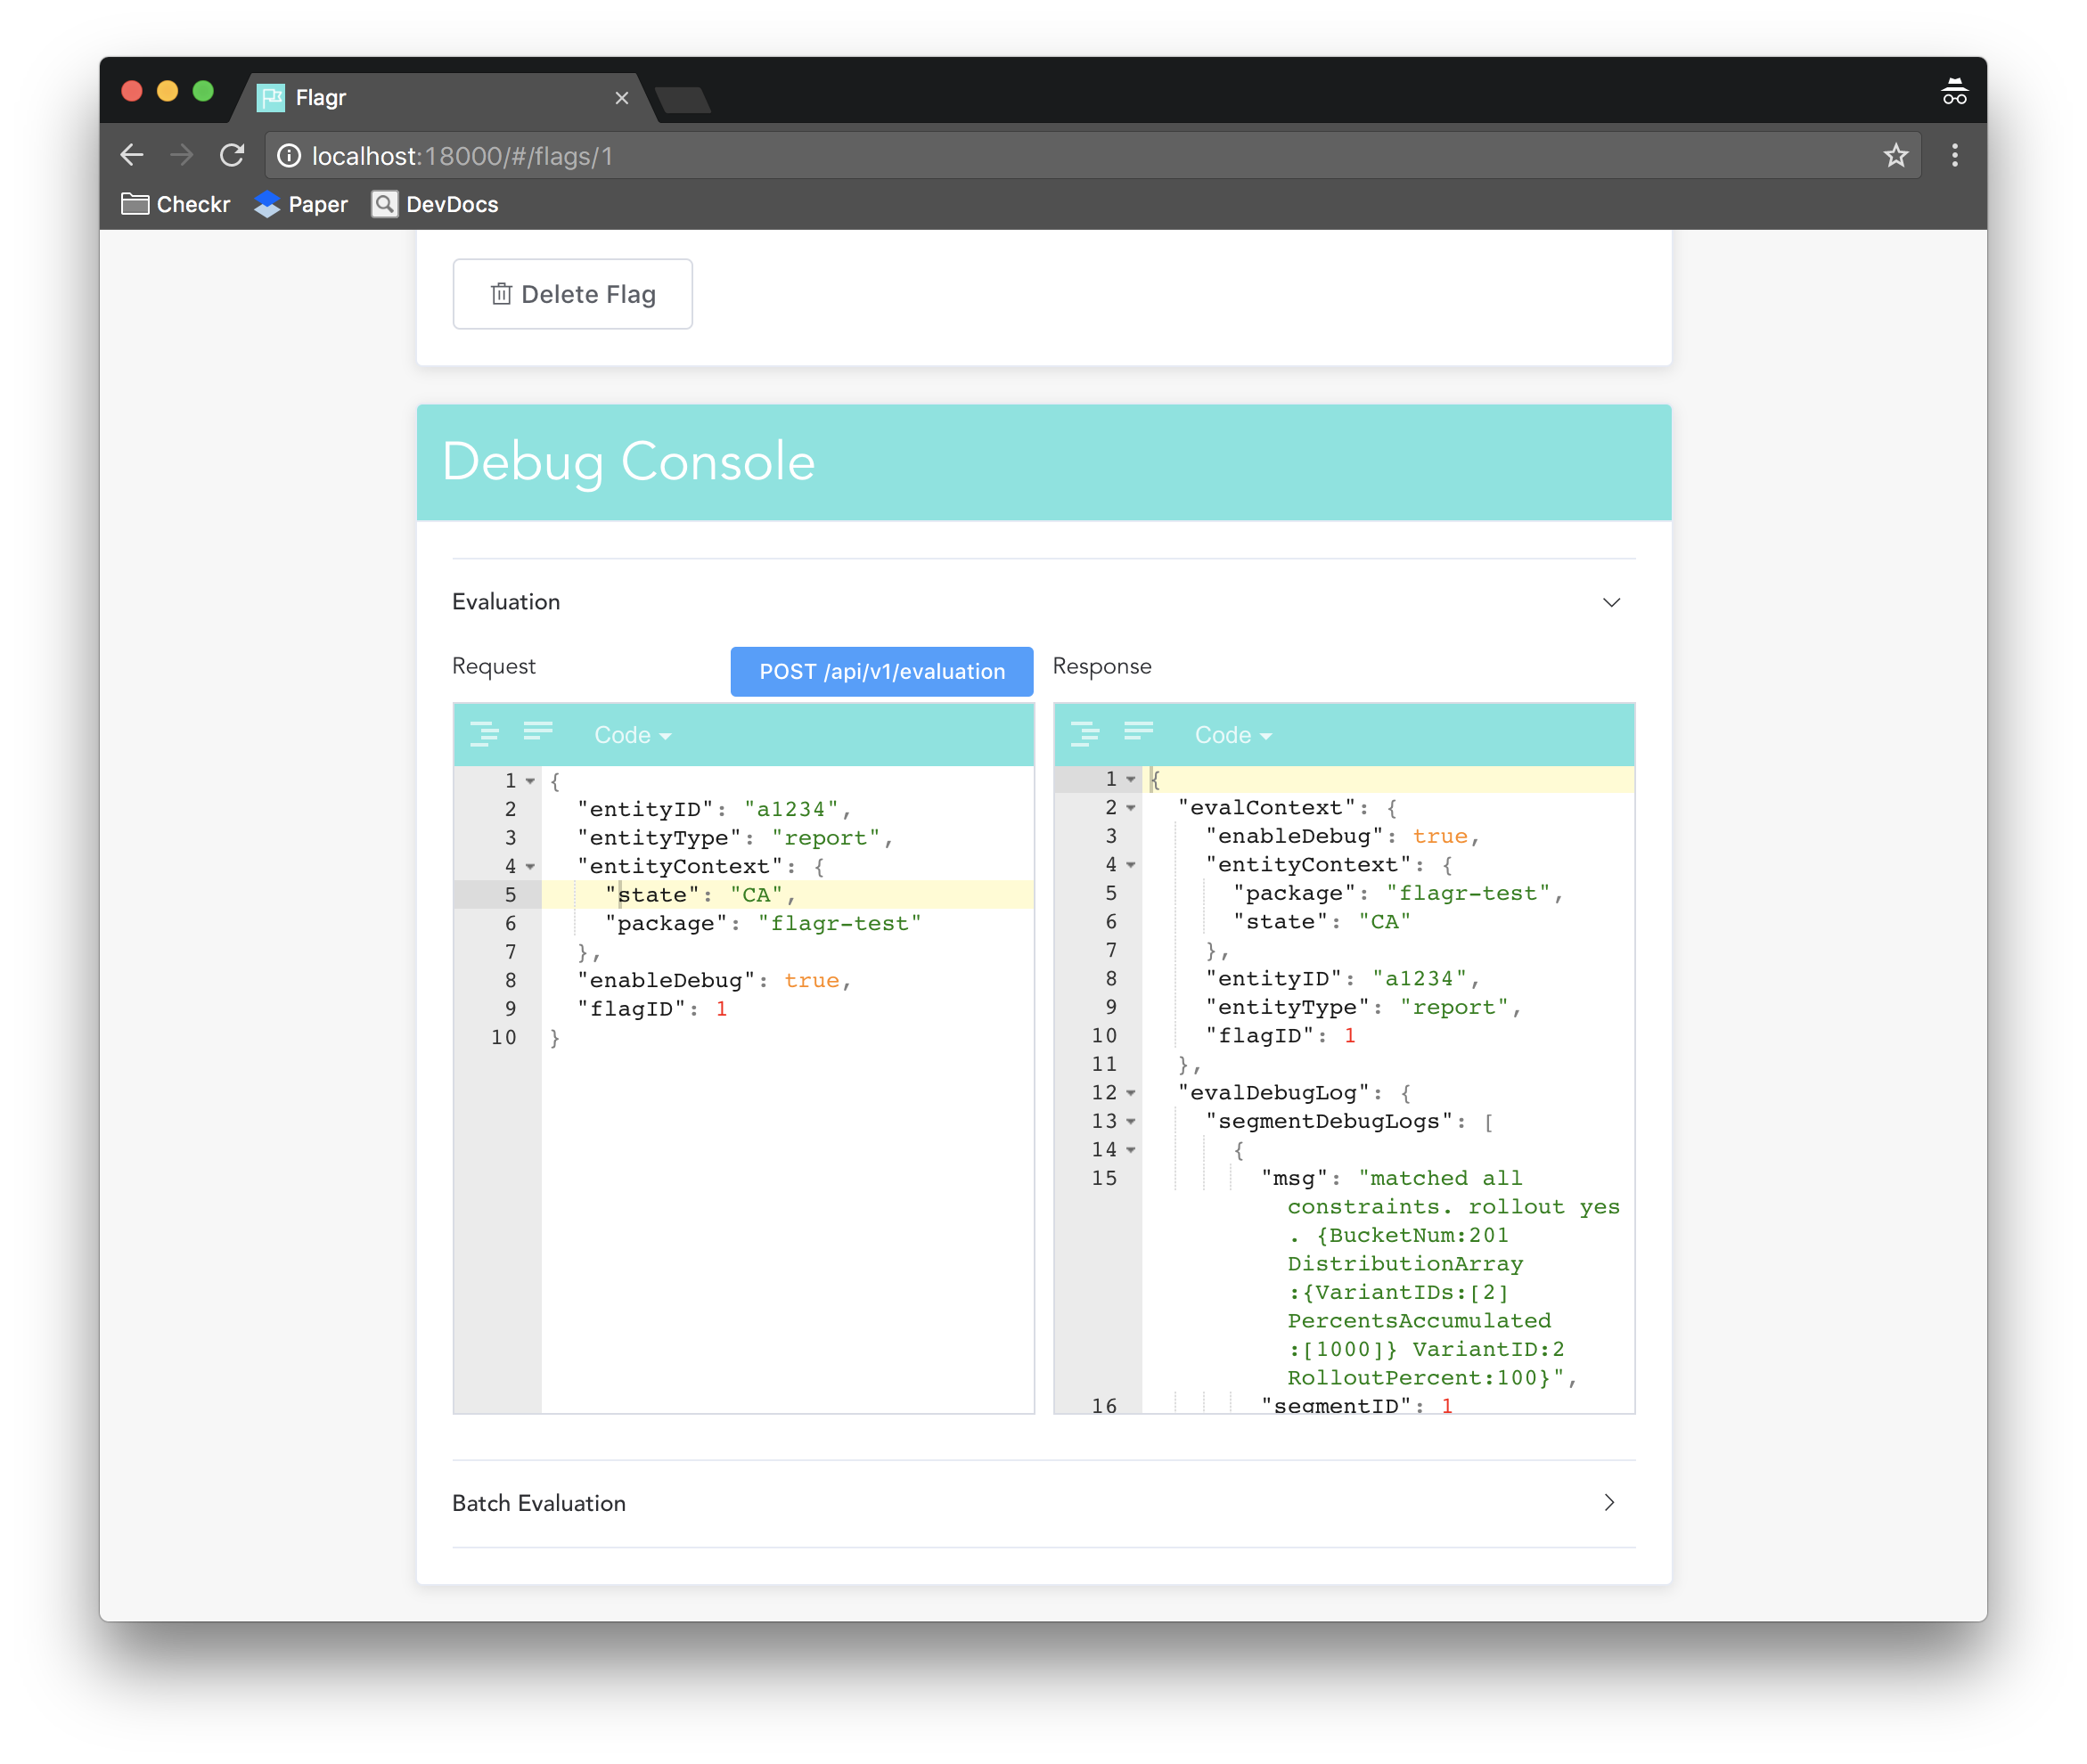 Flagr
localhost:18000/#/flags/1
Checkr Paper DevDocs
Delete Flag
Debug Console
Evaluation
Request
POST /api/v1/evaluation
Code
1 {
2 "entityID": "a1234",
3 "entityType": "report",
4 "entityContext": {
5 "state": "CA",
6 "package": "flagr-test"
7 },
8 "enableDebug": true,
9 "flagID": 1
10 }
Response
Code
1 {
2 "evalContext": {
3 "enableDebug": true,
4 "entityContext": {
5 "package": "flagr-test",
6 "state": "CA"
7 },
8 "entityID": "a1234",
9 "entityType": "report",
10 "flagID": 1
11 },
12 "evalDebugLog": {
13 "segmentDebugLogs": [
14 {
15 "msg": "matched all
constraints. rollout yes
. {BucketNum:201
DistributionArray
:{VariantIDs:[2]
PercentsAccumulated
:[1000]} VariantID:2
RolloutPercent:100}",
16 "segmentID": 1
Batch Evaluation